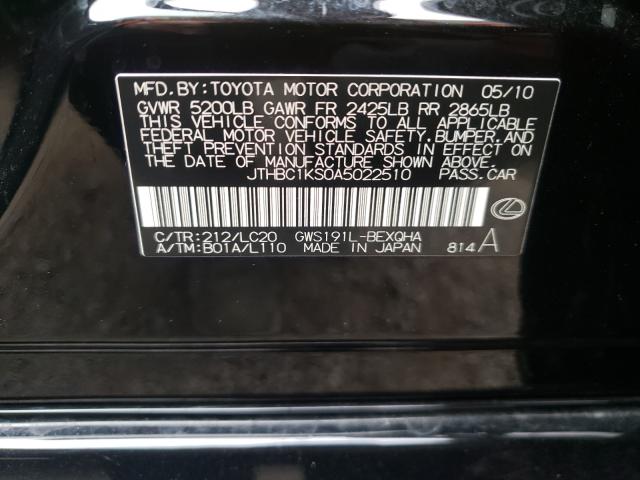 MFD.BY:TOYOTA MOTOR CORPORATION 05/10
GVWR 5200LB GAWR FR 2425LB RR 2865LB
THIS VEHICLE CONFORMS TO ALL APPLICABLE
FEDERAL MOTOR VEHICLE SAFETY,BUMPER,AND
THEFT PREVENTION STANDARDS IN EFFECT ON
THE DATE OF MANUFACTURE SHOWN ABOVE.
JTHBC1KS0A5022510 PASS.CAR
C/TR:212/LC20 GWS191L-BEXQHA
A/TM:B01A/L110 MADE IN JAPAN 814A